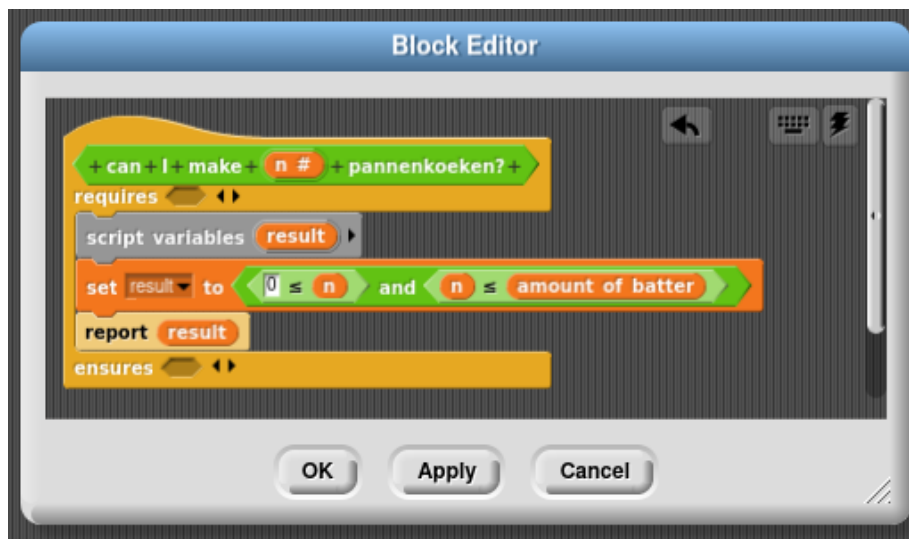 Block Editor
+ can + I + make + n # + pannenkoeken? +
requires
script variables result
set result to 0 ≤ n and n ≤ amount of batter
report result
ensures
OK Apply Cancel